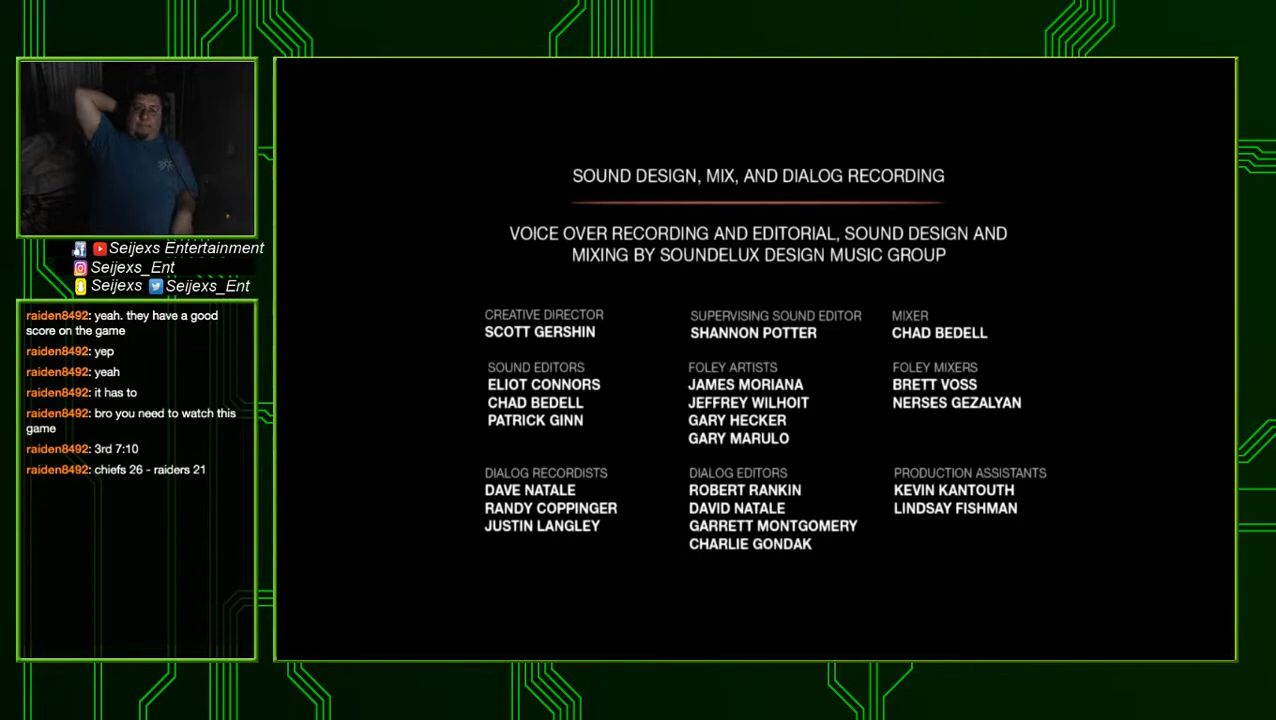 Seijexs Entertainment
Seijexs_Ent
Seijexs Seijexs_Ent
raiden8492: yeah. they have a good
score on the game
raiden8492: yep
raiden8492: yeah
raiden8492: it has to
raiden8492: bro you need to watch this
game
raiden8492: 3rd 7:10
raiden8492: chiefs 26 - raiders 21
SOUND DESIGN, MIX, AND DIALOG RECORDING
VOICE OVER RECORDING AND EDITORIAL, SOUND DESIGN AND
MIXING BY SOUNDELUX DESIGN MUSIC GROUP
CREATIVE DIRECTOR
SCOTT GERSHIN
SUPERVISING SOUND EDITOR
SHANNON POTTER
MIXER
CHAD BEDELL
SOUND EDITORS
ELIOT CONNORS
CHAD BEDELL
PATRICK GINN
FOLEY ARTISTS
JAMES MORIANA
JEFFREY WILHOIT
GARY HECKER
GARY MARULO
FOLEY MIXERS
BRETT VOSS
NERSES GEZALYAN
DIALOG RECORDISTS
DAVE NATALE
RANDY COPPINGER
JUSTIN LANGLEY
DIALOG EDITORS
ROBERT RANKIN
DAVID NATALE
GARRETT MONTGOMERY
CHARLIE GONDAK
PRODUCTION ASSISTANTS
KEVIN KANTOUTH
LINDSAY FISHMAN